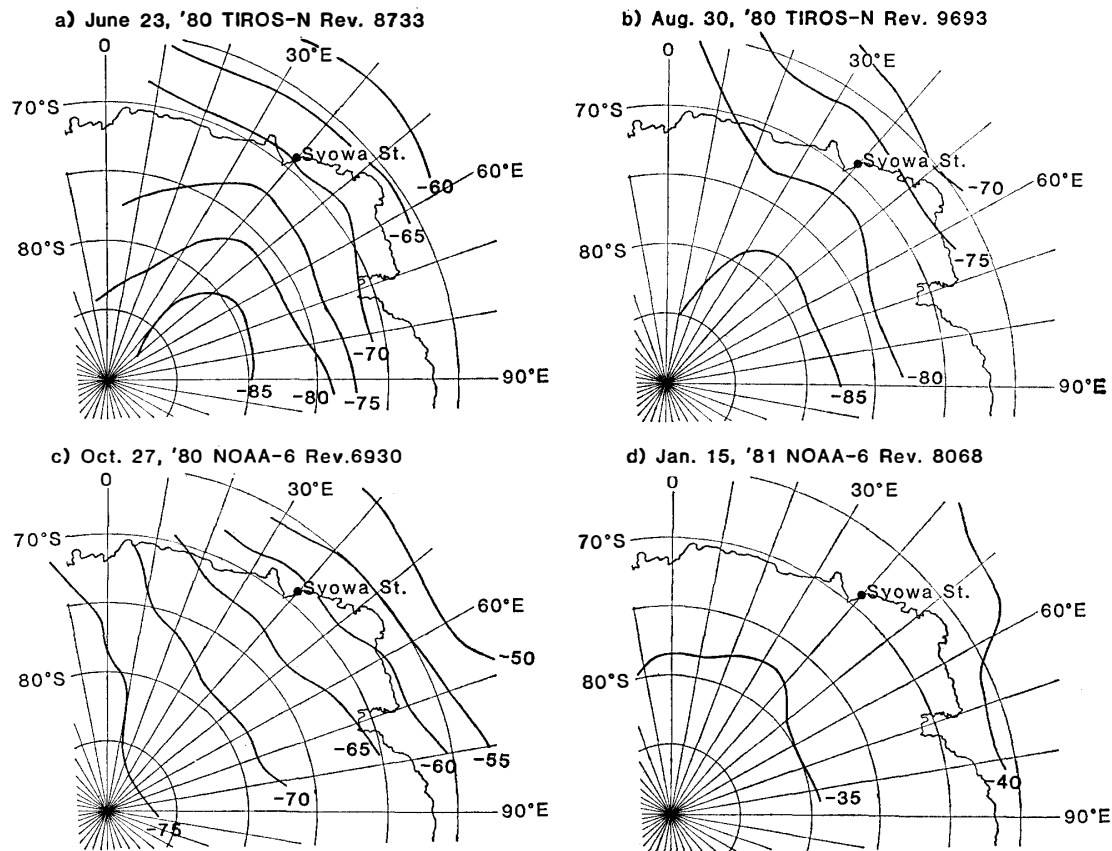 a) June 23, '80 TIROS-N Rev. 8733
0
30°E
70°S
Syowa St.
60°E
-60
-65
80°S
-70
-85
-80
-75
90°E
b) Aug. 30, '80 TIROS-N Rev. 9693
0
30°E
70°S
Syowa St.
60°E
-70
80°S
-75
-80
-85
90°E
c) Oct. 27, '80 NOAA-6 Rev.6930
0
30°E
70°S
Syowa St.
60°E
-50
80°S
-65
-60
-55
-70
-75
90°E
d) Jan. 15, '81 NOAA-6 Rev. 8068
0
30°E
70°S
Syowa St.
60°E
80°S
-40
-35
90°E